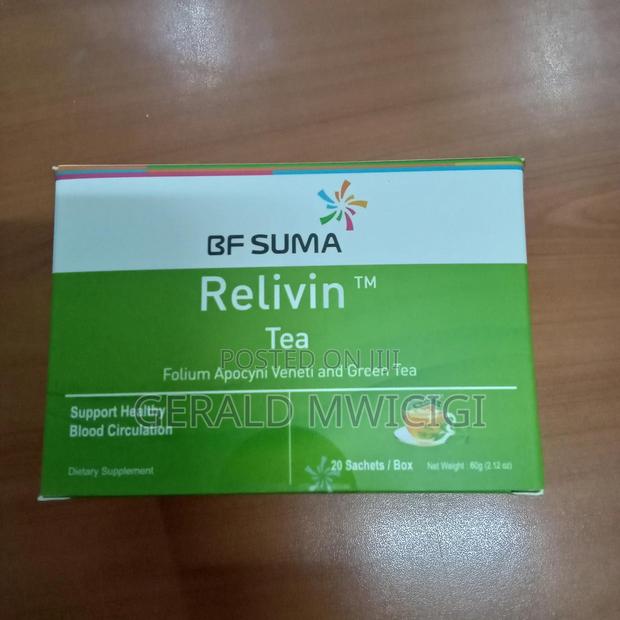 BF SUMA
Relivin™
Tea
POSTED ON JIJI
Folium Apocyni Veneti and Green Tea
GERALD MWICIGI
Support Healthy
Blood Circulation
Dietary Supplement
20 Sachets / Box Net Weight : 60g (2.12 oz)